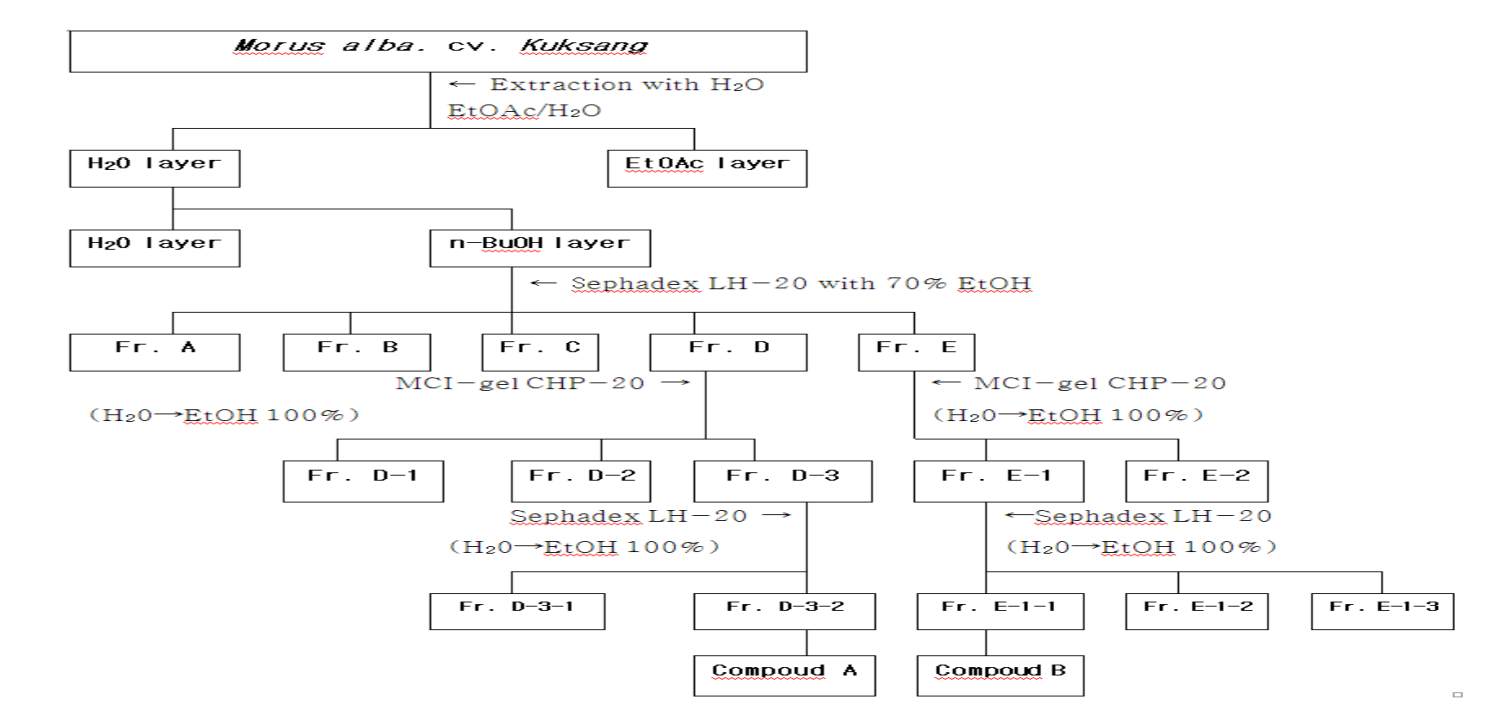 Morus alba. cv. Kuksang
← Extraction with H₂O
EtOAc/H₂O
H₂O layer
EtOAc layer
H₂O layer
n-BuOH layer
← Sephadex LH-20 with 70% EtOH
Fr. A
Fr. B
Fr. C
Fr. D
Fr. E
MCI-gel CHP-20 →
← MCI-gel CHP-20
(H₂0→EtOH 100%)
(H₂0→EtOH 100%)
Fr. D-1
Fr. D-2
Fr. D-3
Fr. E-1
Fr. E-2
Sephadex LH-20 →
←Sephadex LH-20
(H₂0→EtOH 100%)
(H₂0→EtOH 100%)
Fr. D-3-1
Fr. D-3-2
Fr. E-1-1
Fr. E-1-2
Fr. E-1-3
Compoud A
Compoud B